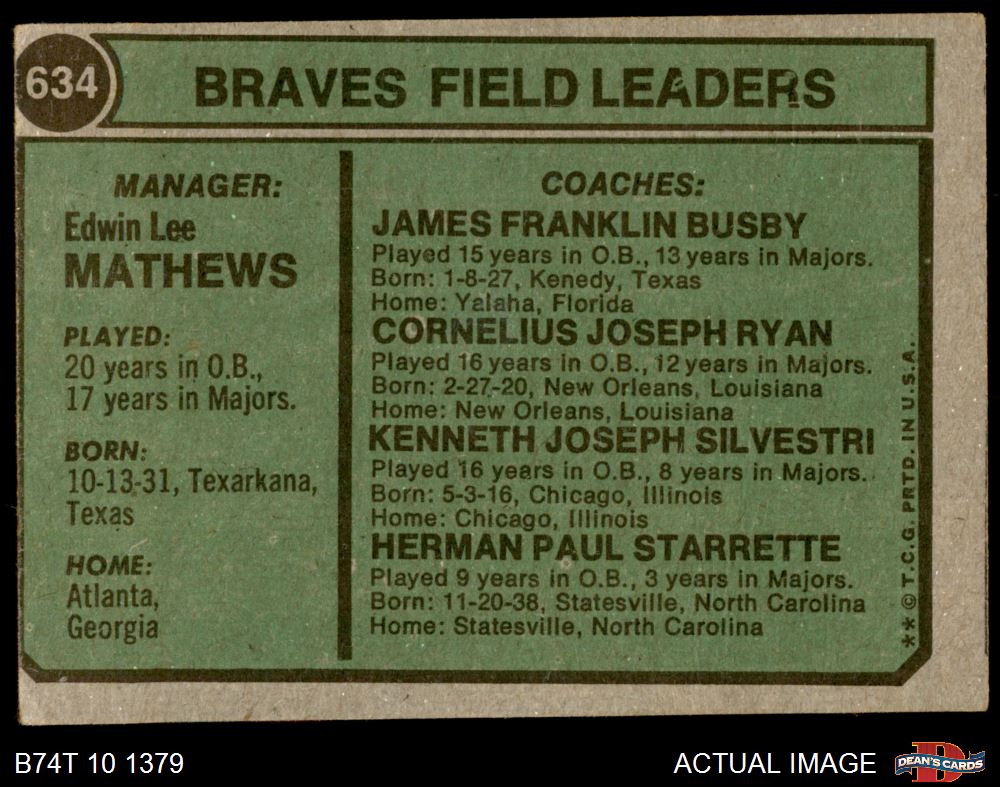 634
BRAVES FIELD LEADERS
MANAGER:
Edwin Lee
MATHEWS
PLAYED:
20 years in O.B.,
17 years in Majors.
BORN:
10-13-31, Texarkana,
Texas
HOME:
Atlanta,
Georgia
COACHES:
JAMES FRANKLIN BUSBY
Played 15 years in O.B., 13 years in Majors.
Born: 1-8-27, Kenedy, Texas
Home: Yalaha, Florida
CORNELIUS JOSEPH RYAN
Played 16 years in O.B., 12 years in Majors.
Born: 2-27-20, New Orleans, Louisiana
Home: New Orleans, Louisiana
KENNETH JOSEPH SILVESTRI
Played 16 years in O.B., 8 years in Majors.
Born: 5-3-16, Chicago, Illinois
Home: Chicago, Illinois
HERMAN PAUL STARRETTE
Played 9 years in O.B., 3 years in Majors.
Born: 11-20-38, Statesville, North Carolina
Home: Statesville, North Carolina
**©T.C.G. PRTD. IN U.S.A.
B74T 10 1379
ACTUAL IMAGE
D
DEAN'S CARDS